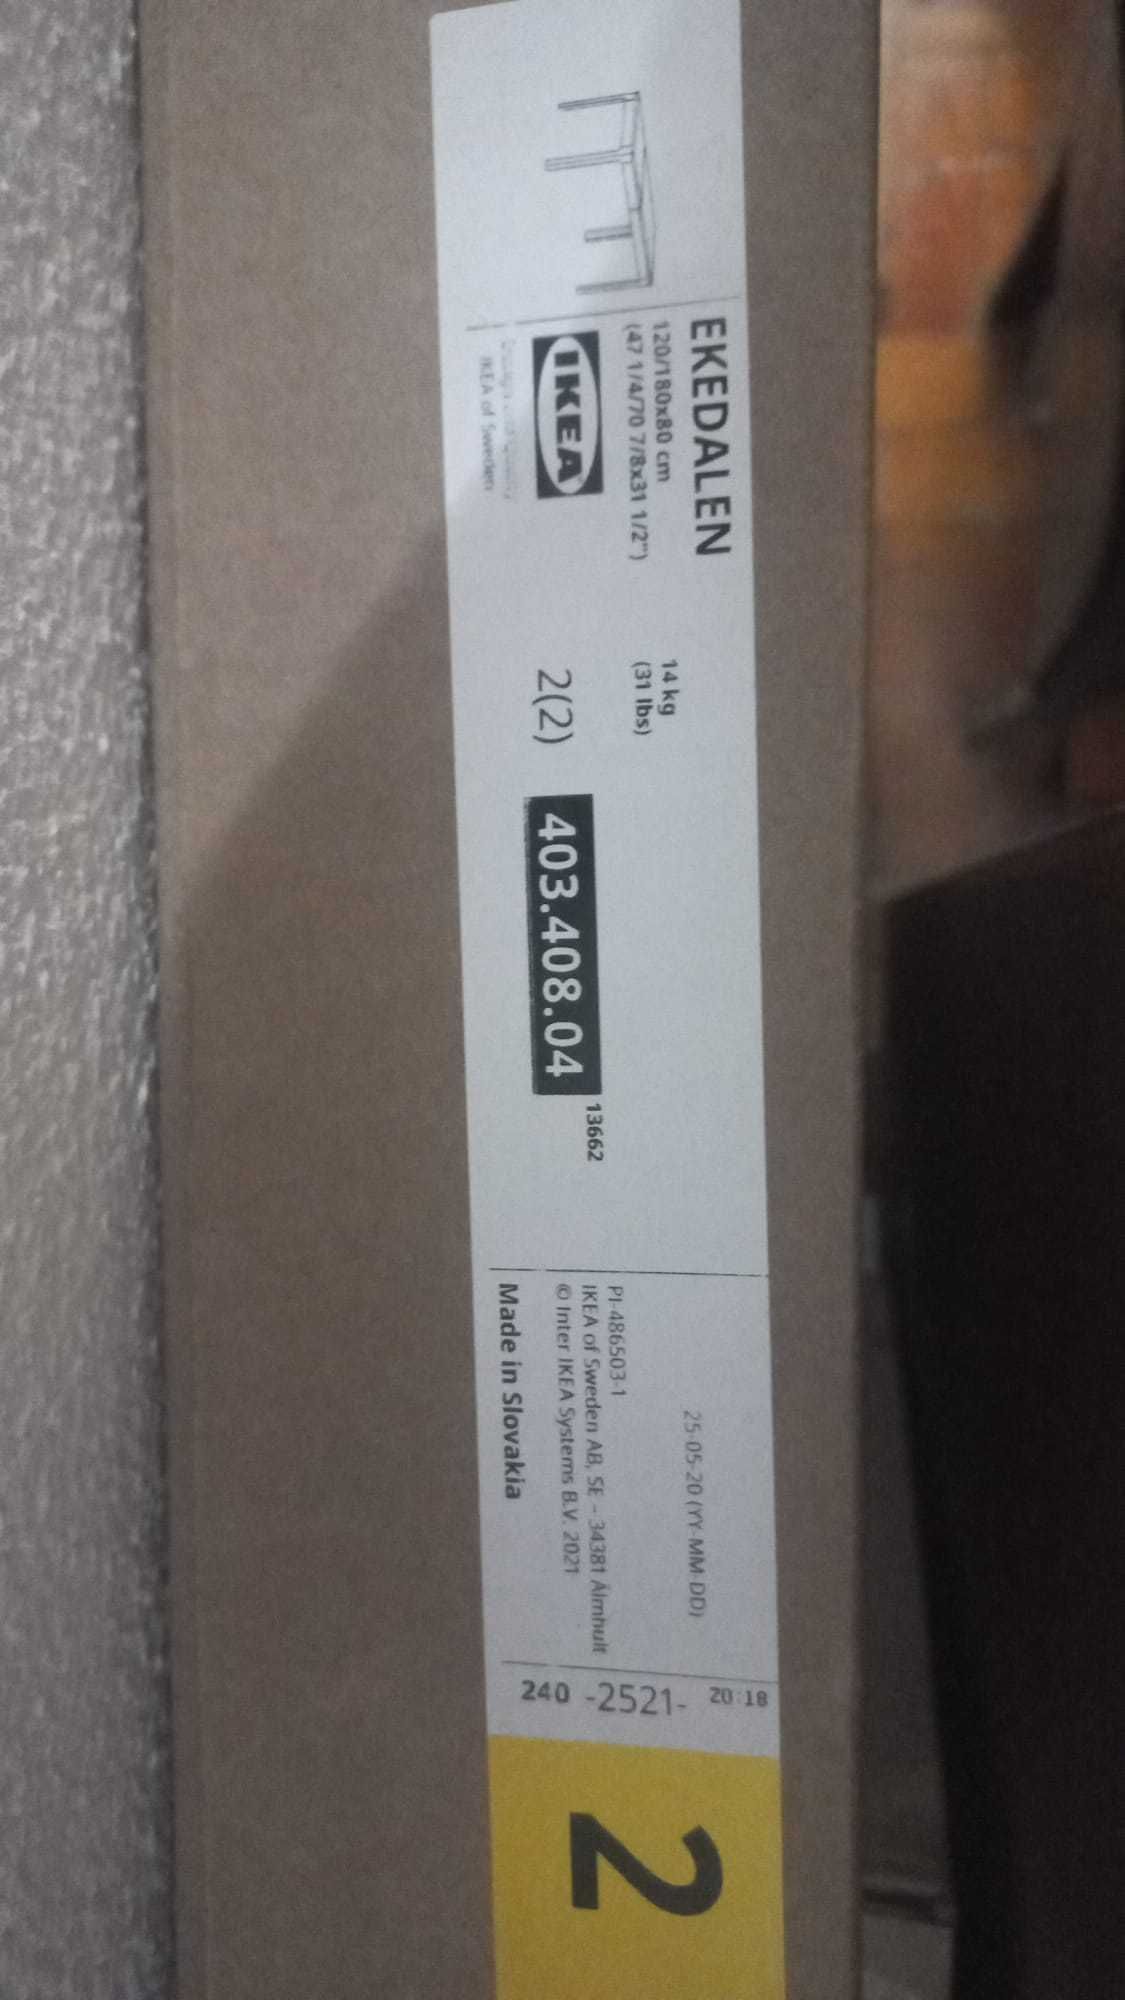 EKEDALEN
120/180x80 cm
(47 1/4/70 7/8x31 1/2")
14 kg
(31 lbs)
IKEA
IKEA of Sweden
2(2)
403.408.04
13662
25-05-20 (YY-MM-DD)
PI-486503-1
IKEA of Sweden AB, SE - 34381 Älmhult
© Inter IKEA Systems B.V. 2021
Made in Slovakia
20:18
-2521-
240
2